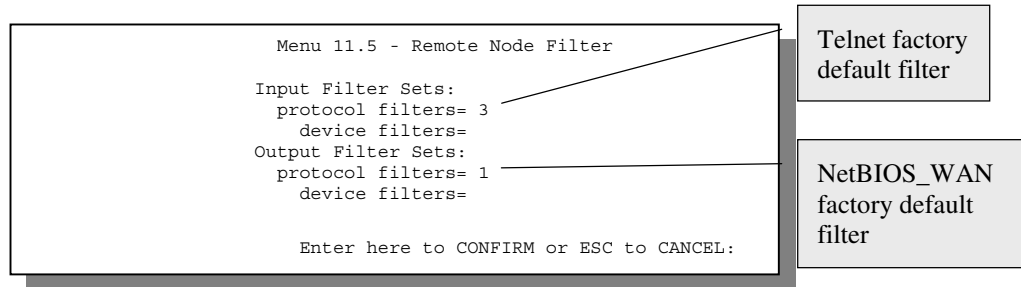 Menu 11.5 - Remote Node Filter
Input Filter Sets:
protocol filters= 3
device filters=
Output Filter Sets:
protocol filters= 1
device filters=
Enter here to CONFIRM or ESC to CANCEL:
Telnet factory
default filter
NetBIOS_WAN
factory default
filter